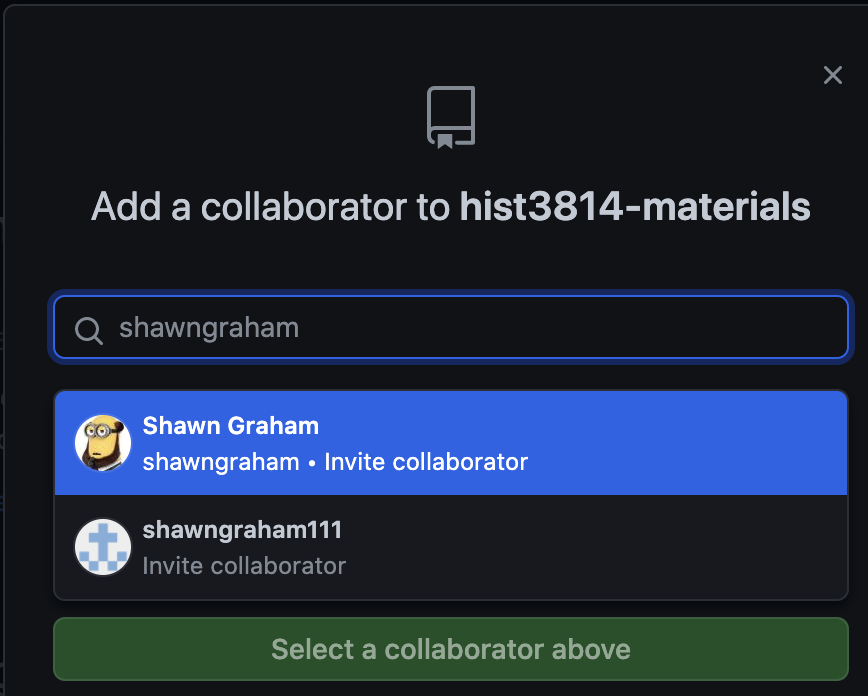 Add a collaborator to hist3814-materials
shawngraham
Shawn Graham
shawngraham • Invite collaborator
shawngraham111
Invite collaborator
Select a collaborator above